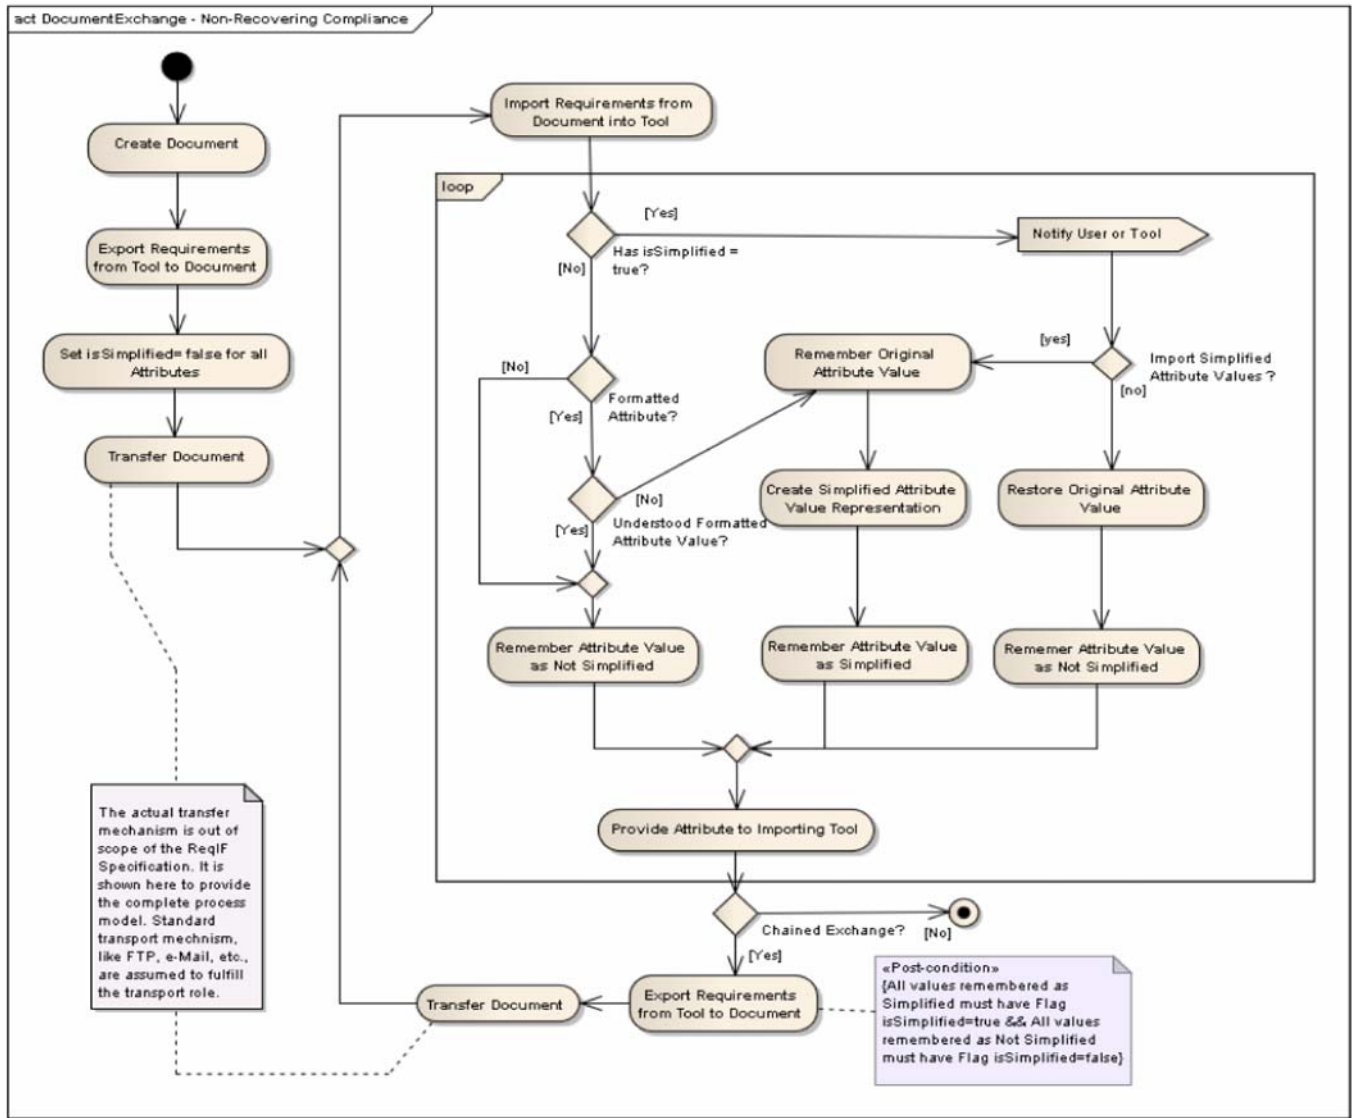 act DocumentExchange - Non-Recovering Compliance
Create Document
Export Requirements
from Tool to Document
Set isSimplified= false for all
Attributes
Transfer Document
The actual transfer
mechanism is out of
scope of the ReqIF
Specification. It is
shown here to provide
the complete process
model. Standard
transport mechnism,
like FTP, e-Mail, etc.,
are assumed to fulfill
the transport role.
Import Requirements from
Document into Tool
loop
[Yes]
Has isSimplified =
true?
[No]
Notify User or Tool
[yes]
Import Simplified
Attribute Values ?
[no]
Remember Original
Attribute Value
[No]
Formatted
Attribute?
[Yes]
[No]
Understood Formatted
Attribute Value?
[Yes]
Create Simplified Attribute
Value Representation
Restore Original Attribute
Value
Remember Attribute Value
as Not Simplified
Remember Attribute Value
as Simplified
Rememer Attribute Value
as Not Simplified
Provide Attribute to Importing Tool
Chained Exchange?
[No]
[Yes]
Export Requirements
from Tool to Document
Transfer Document
«Post-condition»
{All values remembered as
Simplified must have Flag
isSimplified=true && All values
remembered as Not Simplified
must have Flag isSimplified=false}